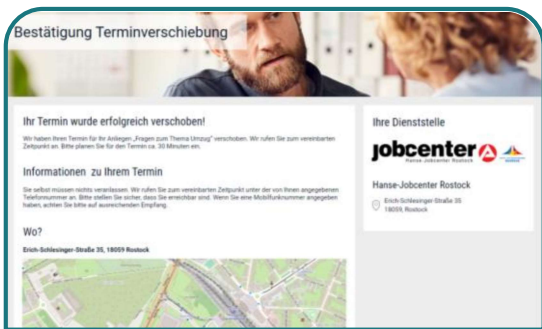 Bestätigung Terminverschiebung
Ihr Termin wurde erfolgreich verschoben!
Wir haben Ihren Termin für Ihr Anliegen „Fragen zum Thema Umzug" verschoben. Wir rufen Sie zum vereinbarten
Zeitpunkt an. Bitte planen Sie für den Termin ca. 30 Minuten ein.
Informationen zu Ihrem Termin
Sie selbst müssen nichts veranlassen. Wir rufen Sie zum vereinbarten Zeitpunkt unter der von Ihnen angegebenen
Telefonnummer an. Bitte stellen Sie sicher, dass Sie erreichbar sind. Wenn Sie eine Mobilfunknummer angegeben
haben, achten Sie bitte auf ausreichenden Empfang.
Wo?
Erich-Schlesinger-Straße 35, 18059 Rostock
Ihre Dienststelle
jobcenter
Hanse-Jobcenter Rostock
Hanse-Jobcenter Rostock
Erich-Schlesinger-Straße 35
18059, Rostock